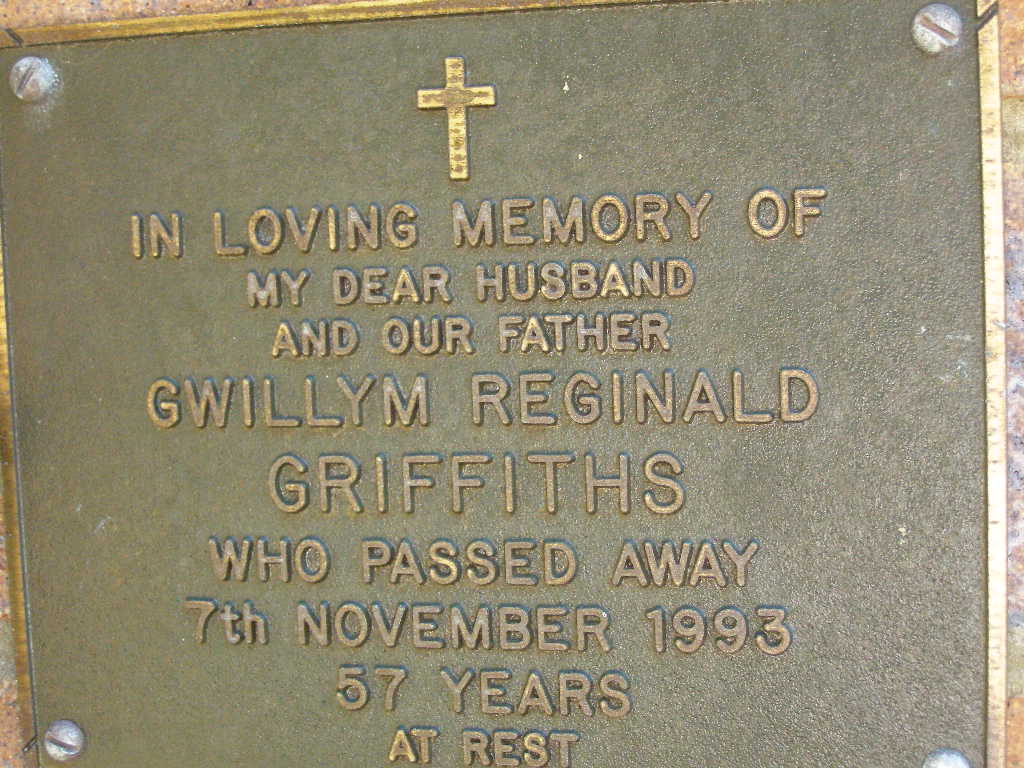 IN LOVING MEMORY OF
MY DEAR HUSBAND
AND OUR FATHER
GWILLYM REGINALD
GRIFFITHS
WHO PASSED AWAY
7th NOVEMBER 1993
57 YEARS
AT REST